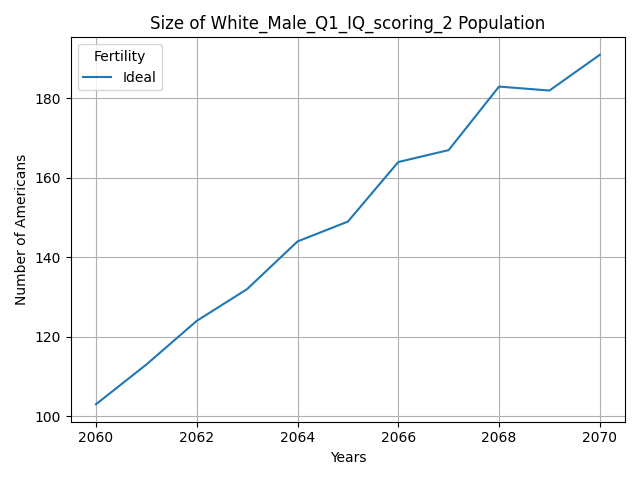 Size of White_Male_Q1_IQ_scoring_2 Population
Fertility
Ideal
Number of Americans
180
160
140
120
100
2060 2062 2064 2066 2068 2070
Years